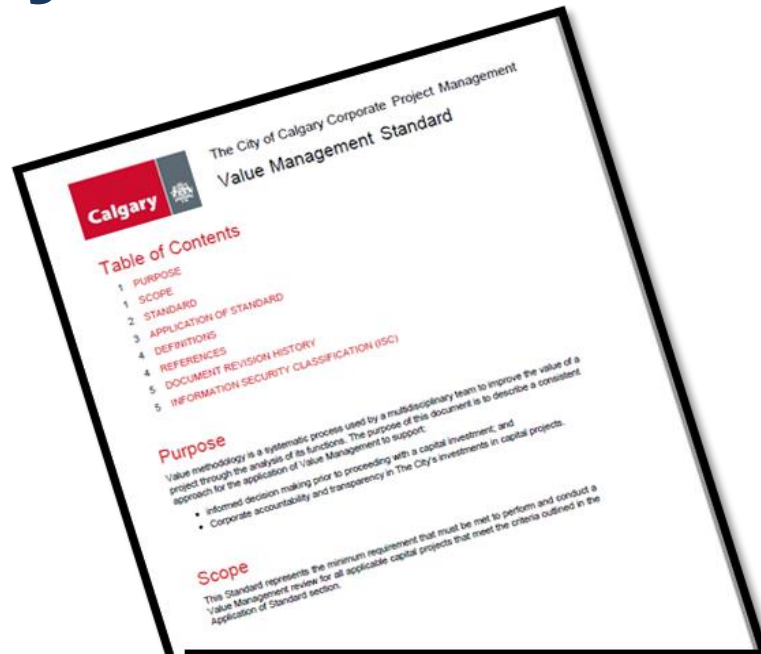 The City of Calgary Corporate Project Management
Value Management Standard
Calgary
Table of Contents
1 PURPOSE
1 SCOPE
2 STANDARD
3 APPLICATION OF STANDARD
4 DEFINITIONS
4 REFERENCES
5 DOCUMENT REVISION HISTORY
5 INFORMATION SECURITY CLASSIFICATION (ISC)
Purpose
Value methodology is a systematic process used by a multidisciplinary team to improve the value of a
project through the analysis of its functions. The purpose of this document is to describe a consistent
approach for the application of Value Management to support:
• informed decision making prior to proceeding with a capital investment; and
• Corporate accountability and transparency in The City's investments in capital projects.
Scope
This Standard represents the minimum requirement that must be met to perform and conduct a
Value Management review for all applicable capital projects that meet the criteria outlined in the
Application of Standard section.